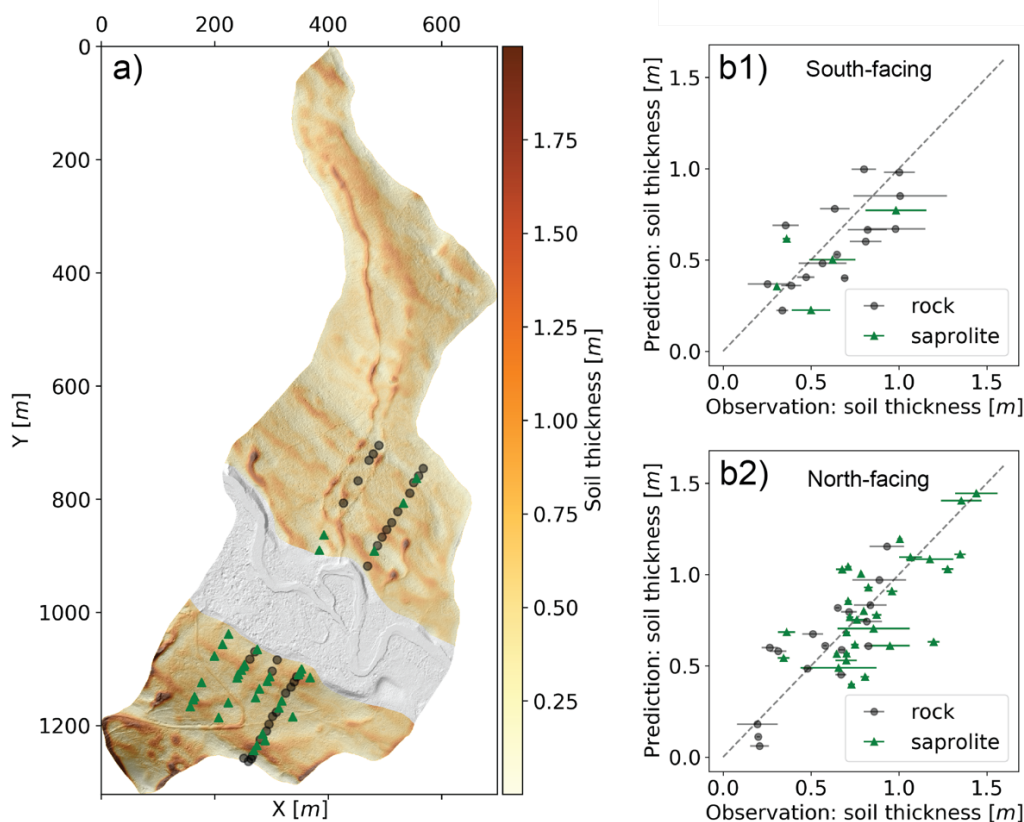 0 200 400 600
a)
0
200
400
600
800
1000
1200
Y [m]
X [m]
1.75
1.50
1.25
1.00
0.75
0.50
0.25
Soil thickness [m]
b1) South-facing
1.5
1.0
0.5
0.0
Prediction: soil thickness [m]
rock
saprolite
0.0 0.5 1.0 1.5
Observation: soil thickness [m]
b2) North-facing
1.5
1.0
0.5
0.0
Prediction: soil thickness [m]
rock
saprolite
0.0 0.5 1.0 1.5
Observation: soil thickness [m]